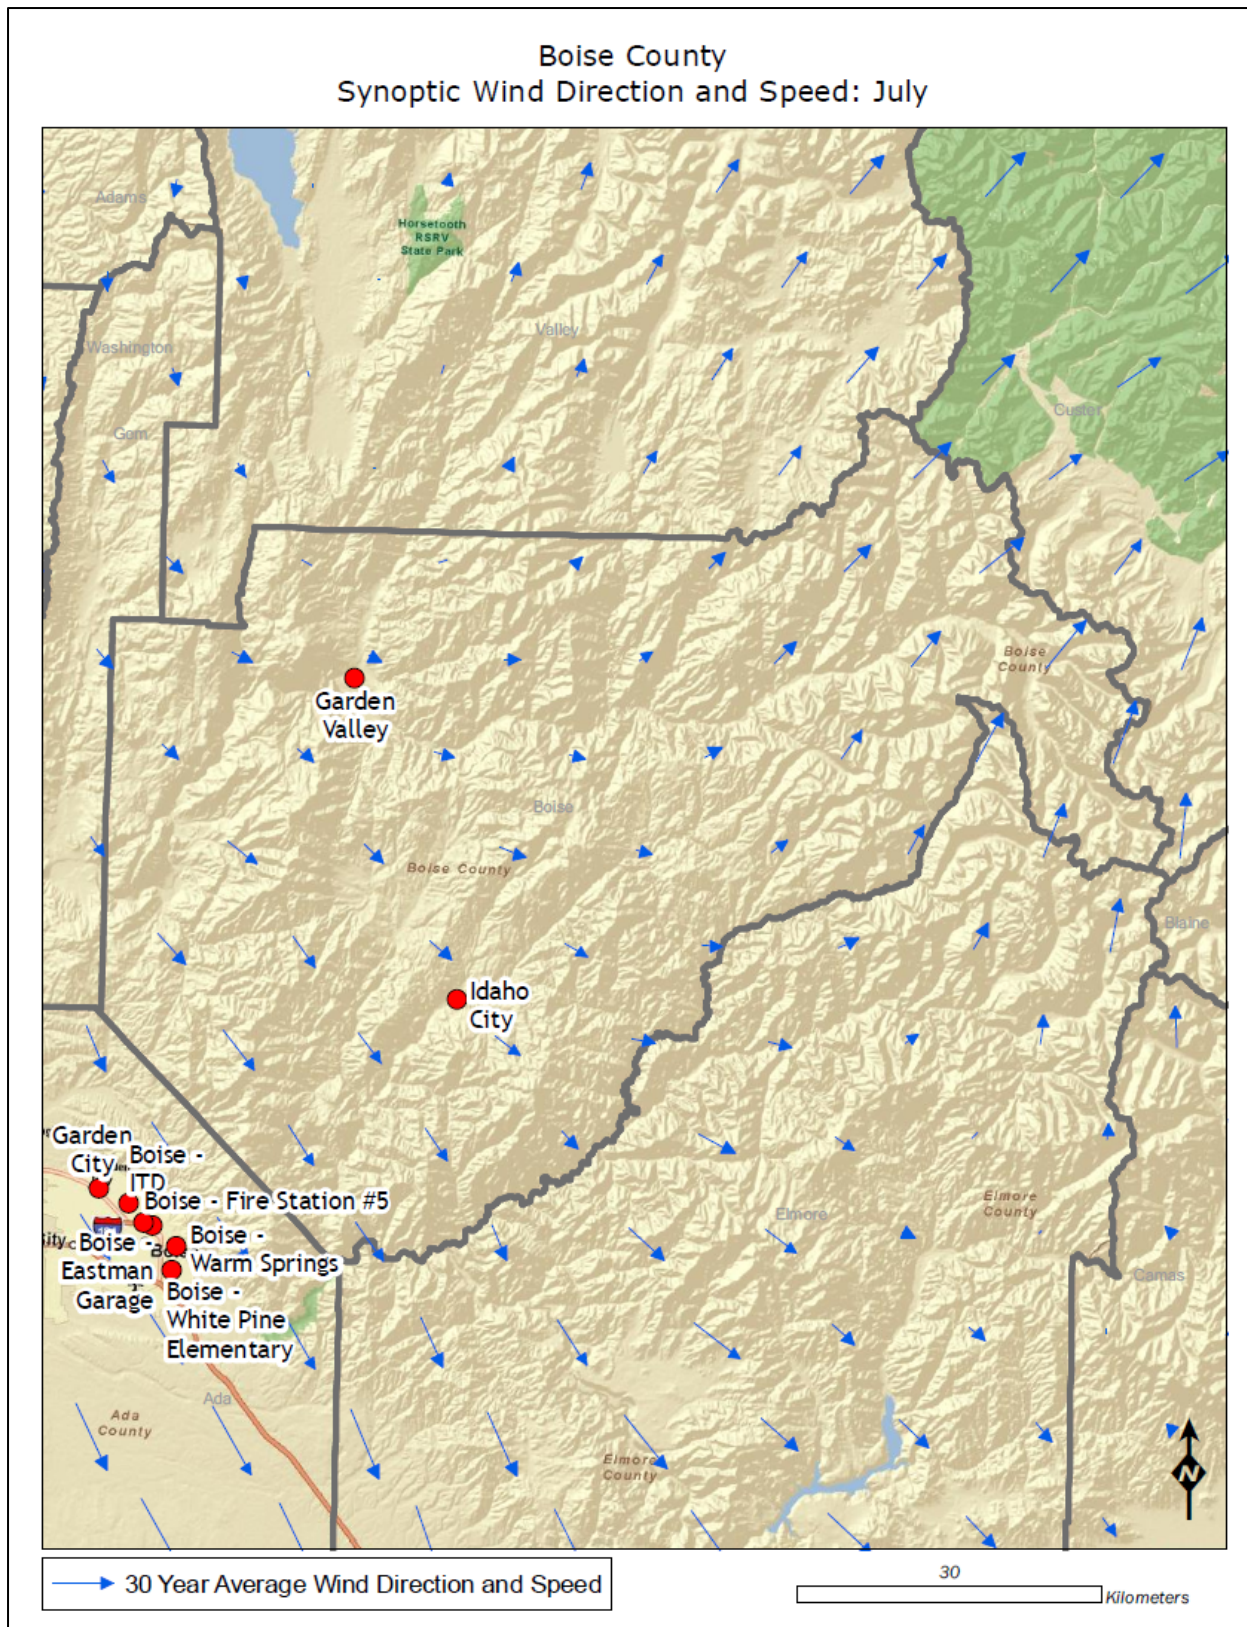 Boise County
Synoptic Wind Direction and Speed: July
Adams
Horsetooth
RSRV
State Park
Valley
Washington
Gem
Custer
Boise
County
Garden
Valley
Boise
Boise County
Blaine
Idaho
City
Garden
City
Boise -
ITD
Boise - Fire Station #5
Boise -
Eastman
Garage
Boise -
Warm Springs
Boise -
White Pine
Elementary
Elmore
County
Elmore
Camas
Ada
Ada
County
Elmore
County
N
30 Year Average Wind Direction and Speed
30
Kilometers